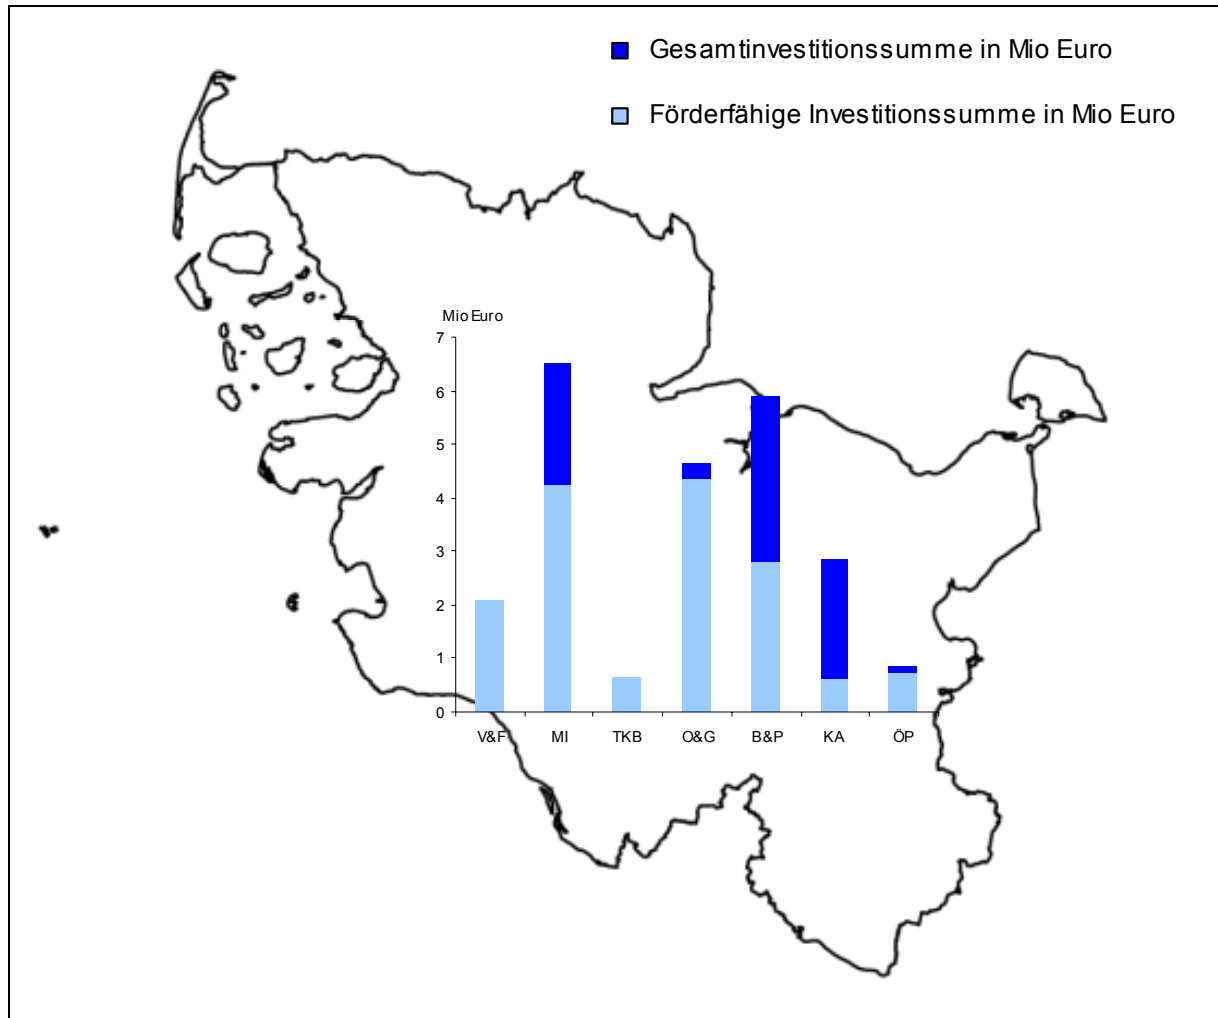 Gesamtinvestitionssumme in Mio Euro
Förderfähige Investitionssumme in Mio Euro
Mio Euro
7
6
5
4
3
2
1
0
V&F MI TKB O&G B&P KA ÖP